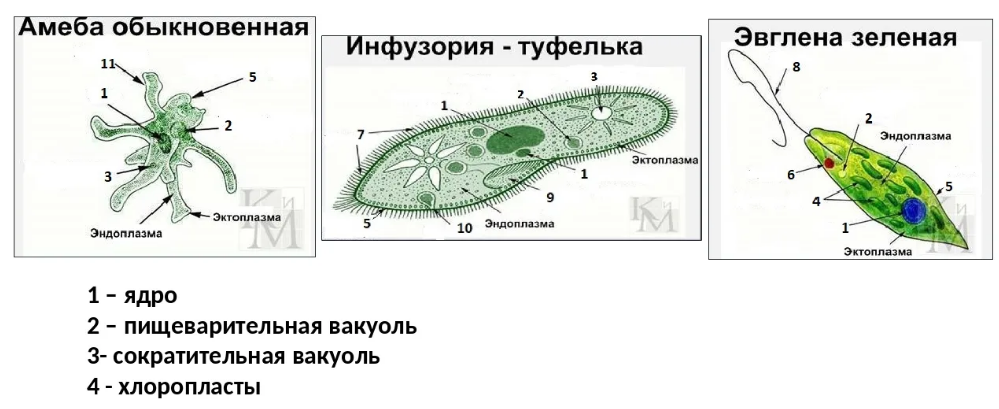 Амеба обыкновенная
11
5
1
2
3
Эктоплазма
Эндоплазма
К и М
Инфузория - туфелька
3
2
1
7
Эктоплазма
1
9
5
10
Эндоплазма
К и М
Эвглена зеленая
8
2
Эндоплазма
6
5
4
1
Эктоплазма
К и М
1 – ядро
2 – пищеварительная вакуоль
3- сократительная вакуоль
4 - хлоропласты